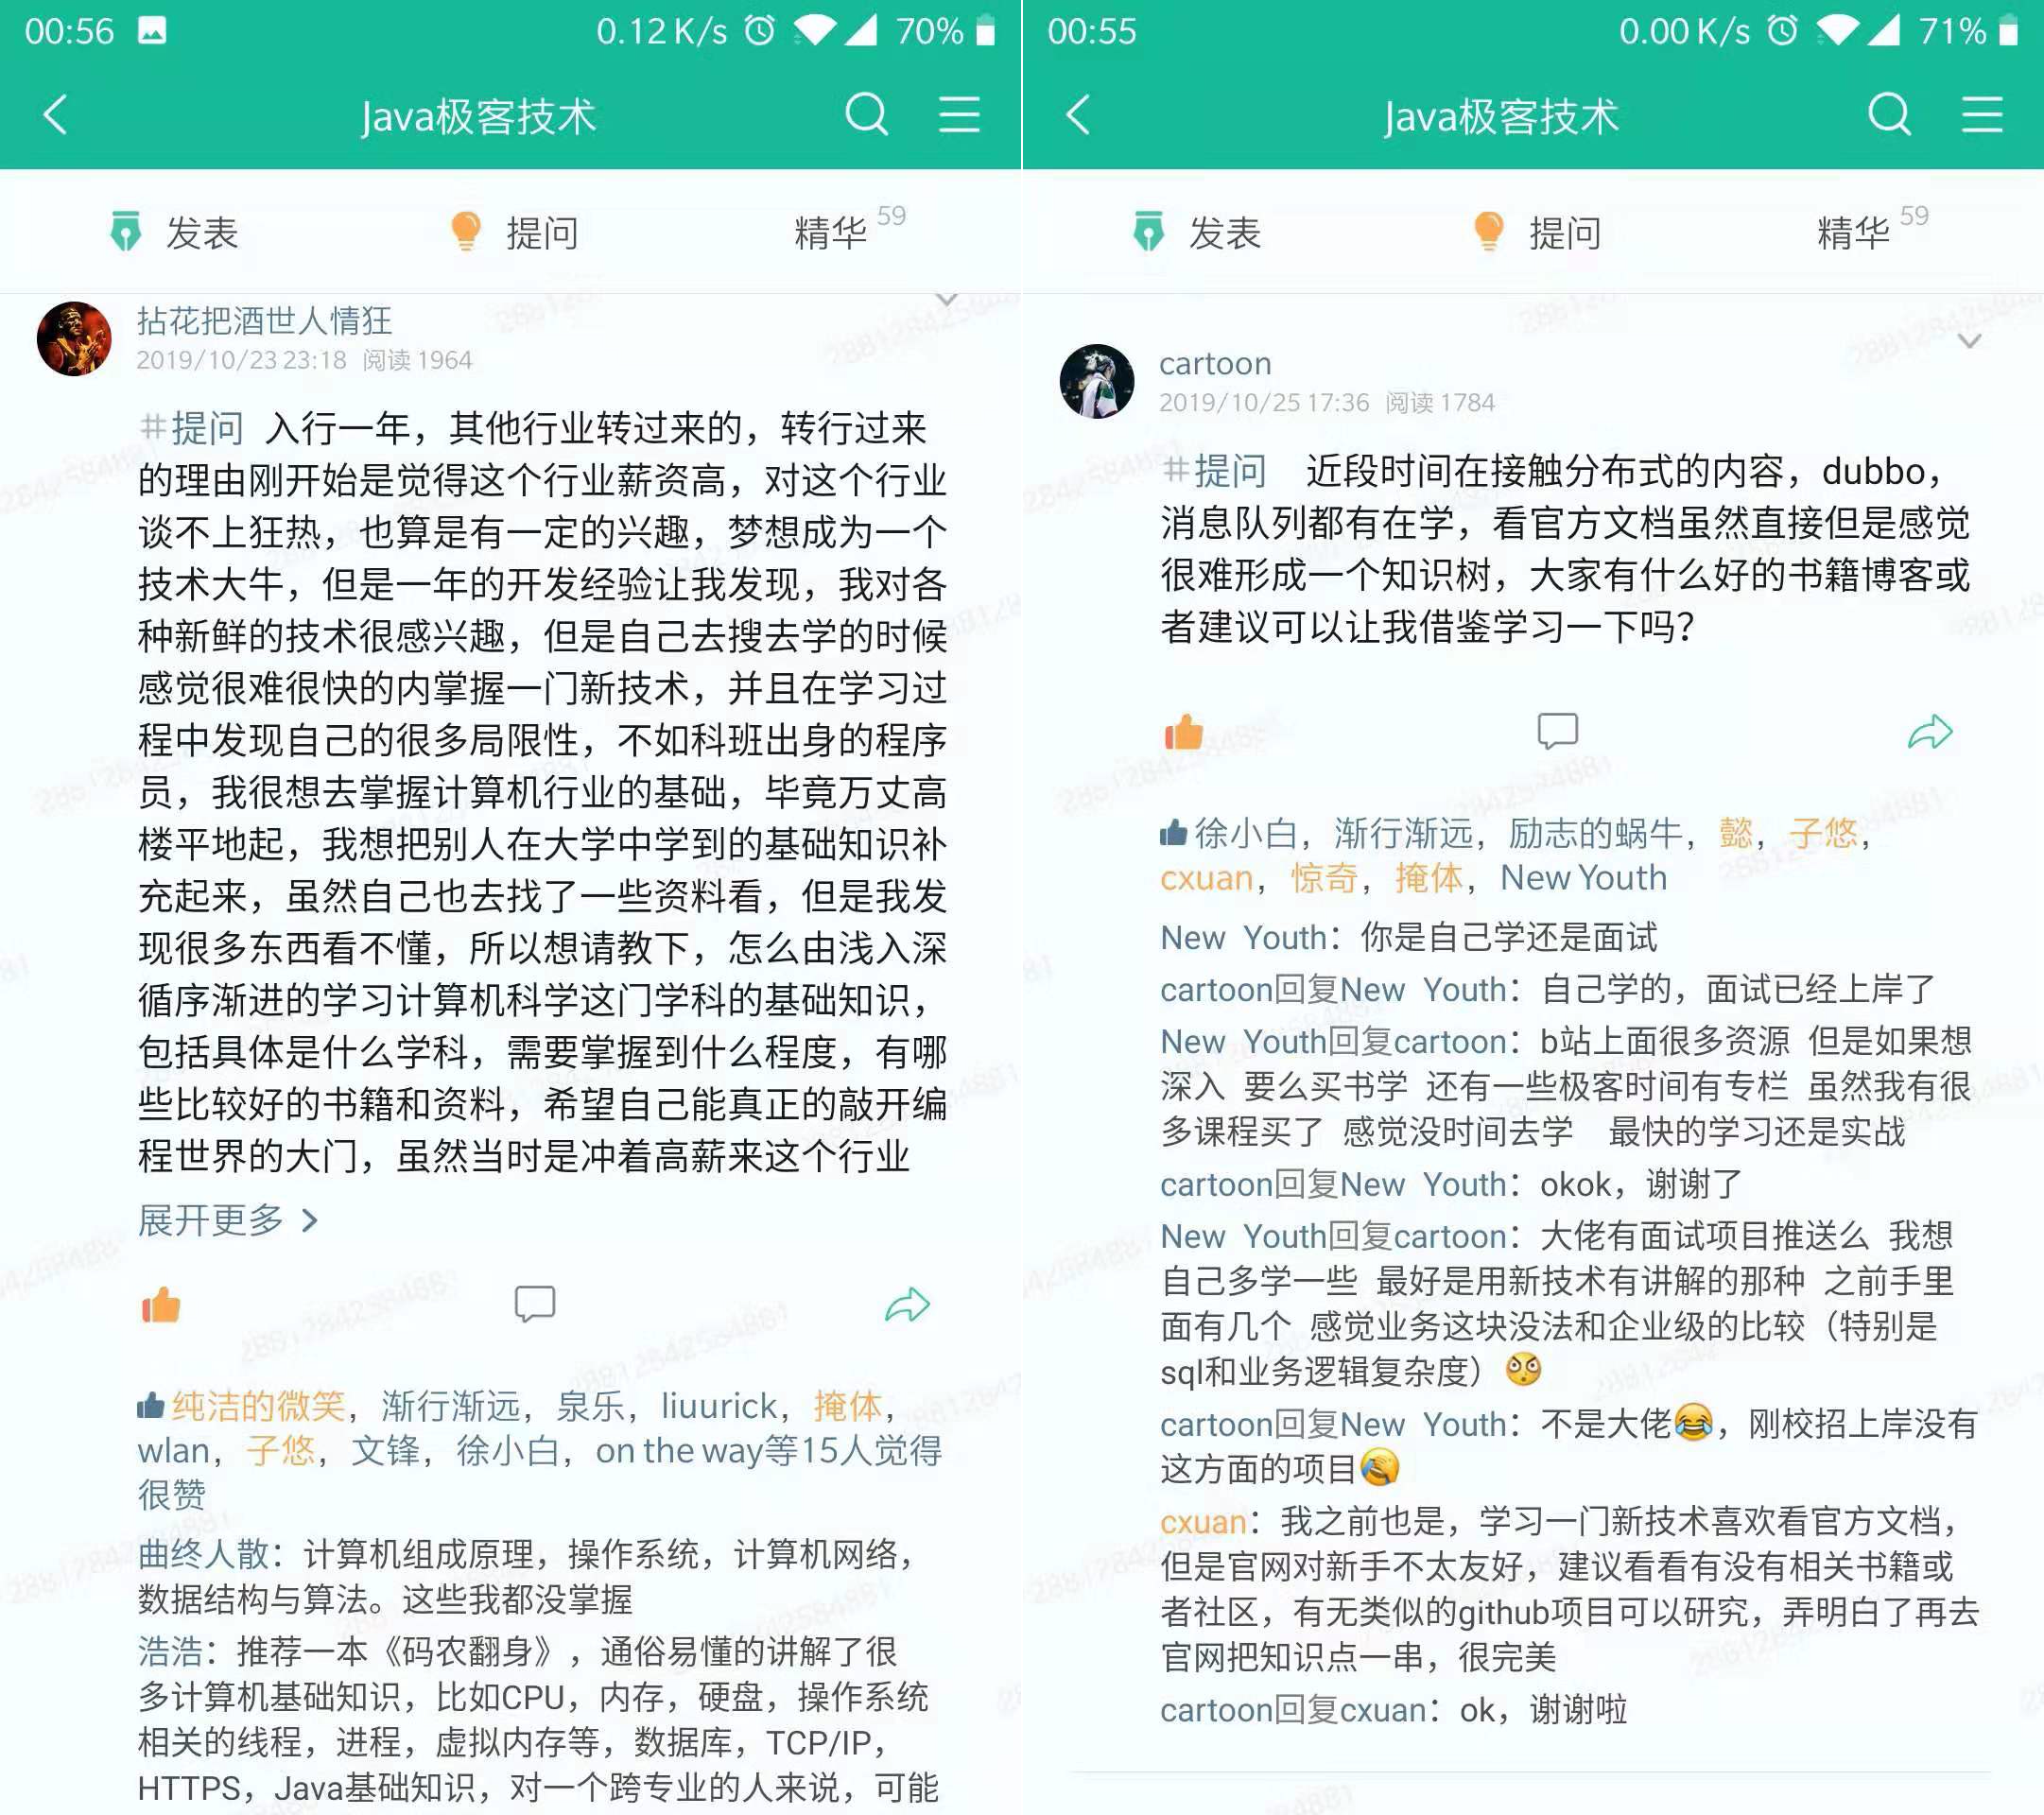 00:56
0.12 K/s
70%
Java极客技术
发表
提问
精华 59
拈花把酒世人情狂
2019/10/23 23:18 阅读 1964
#提问 入行一年，其他行业转过来的，转行过来
的理由刚开始是觉得这个行业薪资高，对这个行业
谈不上狂热，也算是有一定的兴趣，梦想成为一个
技术大牛，但是一年的开发经验让我发现，我对各
种新鲜的技术很感兴趣，但是自己去搜去学的时候
感觉很难很快的内掌握一门新技术，并且在学习过
程中发现自己的很多局限性，不如科班出身的程序
员，我很想去掌握计算机行业的基础，毕竟万丈高
楼平地起，我想把别人在大学中学到的基础知识补
充起来，虽然自己也去找了一些资料看，但是我发
现很多东西看不懂，所以想请教下，怎么由浅入深
循序渐进的学习计算机科学这门学科的基础知识，
包括具体是什么学科，需要掌握到什么程度，有哪
些比较好的书籍和资料，希望自己能真正的敲开编
程世界的大门，虽然当时是冲着高薪来这个行业
展开更多 >
纯洁的微笑，渐行渐远，泉乐，liuurick，掩体，
wlan，子悠，文锋，徐小白，on the way等15人觉得
很赞
曲终人散：计算机组成原理，操作系统，计算机网络，
数据结构与算法。这些我都没掌握
浩浩：推荐一本《码农翻身》，通俗易懂的讲解了很
多计算机基础知识，比如CPU，内存，硬盘，操作系统
相关的线程，进程，虚拟内存等，数据库，TCP/IP，
HTTPS，Java基础知识，对一个跨专业的人来说，可能
00:55
0.00 K/s
71%
Java极客技术
发表
提问
精华 59
cartoon
2019/10/25 17:36 阅读 1784
#提问 近段时间在接触分布式的内容，dubbo，
消息队列都有在学，看官方文档虽然直接但是感觉
很难形成一个知识树，大家有什么好的书籍博客或
者建议可以让我借鉴学习一下吗？
徐小白，渐行渐远，励志的蜗牛，懿，子悠，
cxuan，惊奇，掩体，New Youth
New Youth：你是自己学还是面试
cartoon回复New Youth：自己学的，面试已经上岸了
New Youth回复cartoon：b站上面很多资源 但是如果想
深入 要么买书学 还有一些极客时间有专栏 虽然我有很
多课程买了 感觉没时间去学 最快的学习还是实战
cartoon回复New Youth：okok，谢谢了
New Youth回复cartoon：大佬有面试项目推送么 我想
自己多学一些 最好是用新技术有讲解的那种 之前手里
面有几个 感觉业务这块没法和企业级的比较（特别是
sql和业务逻辑复杂度）
cartoon回复New Youth：不是大佬😂，刚校招上岸没有
这方面的项目
cxuan：我之前也是，学习一门新技术喜欢看官方文档，
但是官网对新手不太友好，建议看看有没有相关书籍或
者社区，有无类似的github项目可以研究，弄明白了再去
官网把知识点一串，很完美
cartoon回复cxuan：ok，谢谢啦